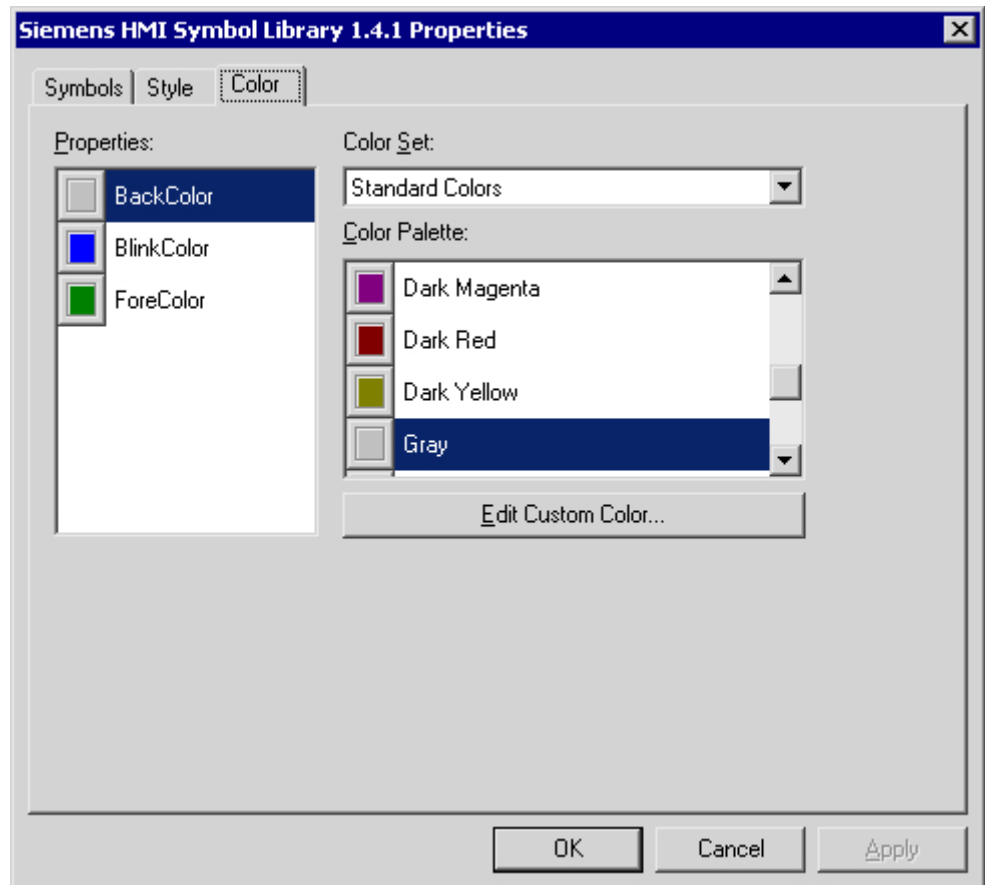 Siemens HMI Symbol Library 1.4.1 Properties
Symbols Style Color
Properties:
BackColor
BlinkColor
ForeColor
Color Set:
Standard Colors
Color Palette:
Dark Magenta
Dark Red
Dark Yellow
Gray
Edit Custom Color...
OK Cancel Apply